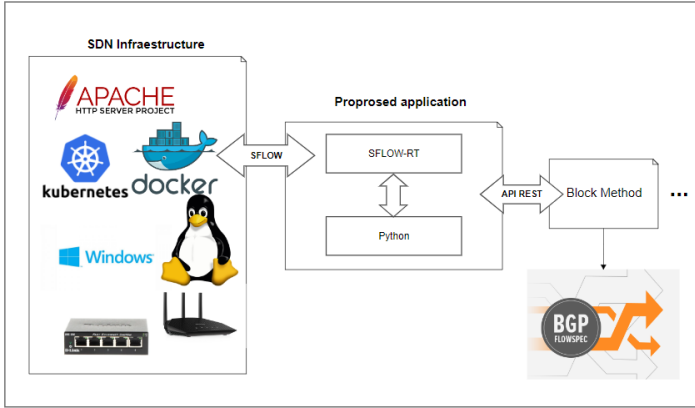 SDN Infraestructure
APACHE
HTTP SERVER PROJECT
kubernetes
docker
Windows
SFLOW
Proprosed application
SFLOW-RT
Python
API REST
Block Method
...
BGP
FLOWSPEC